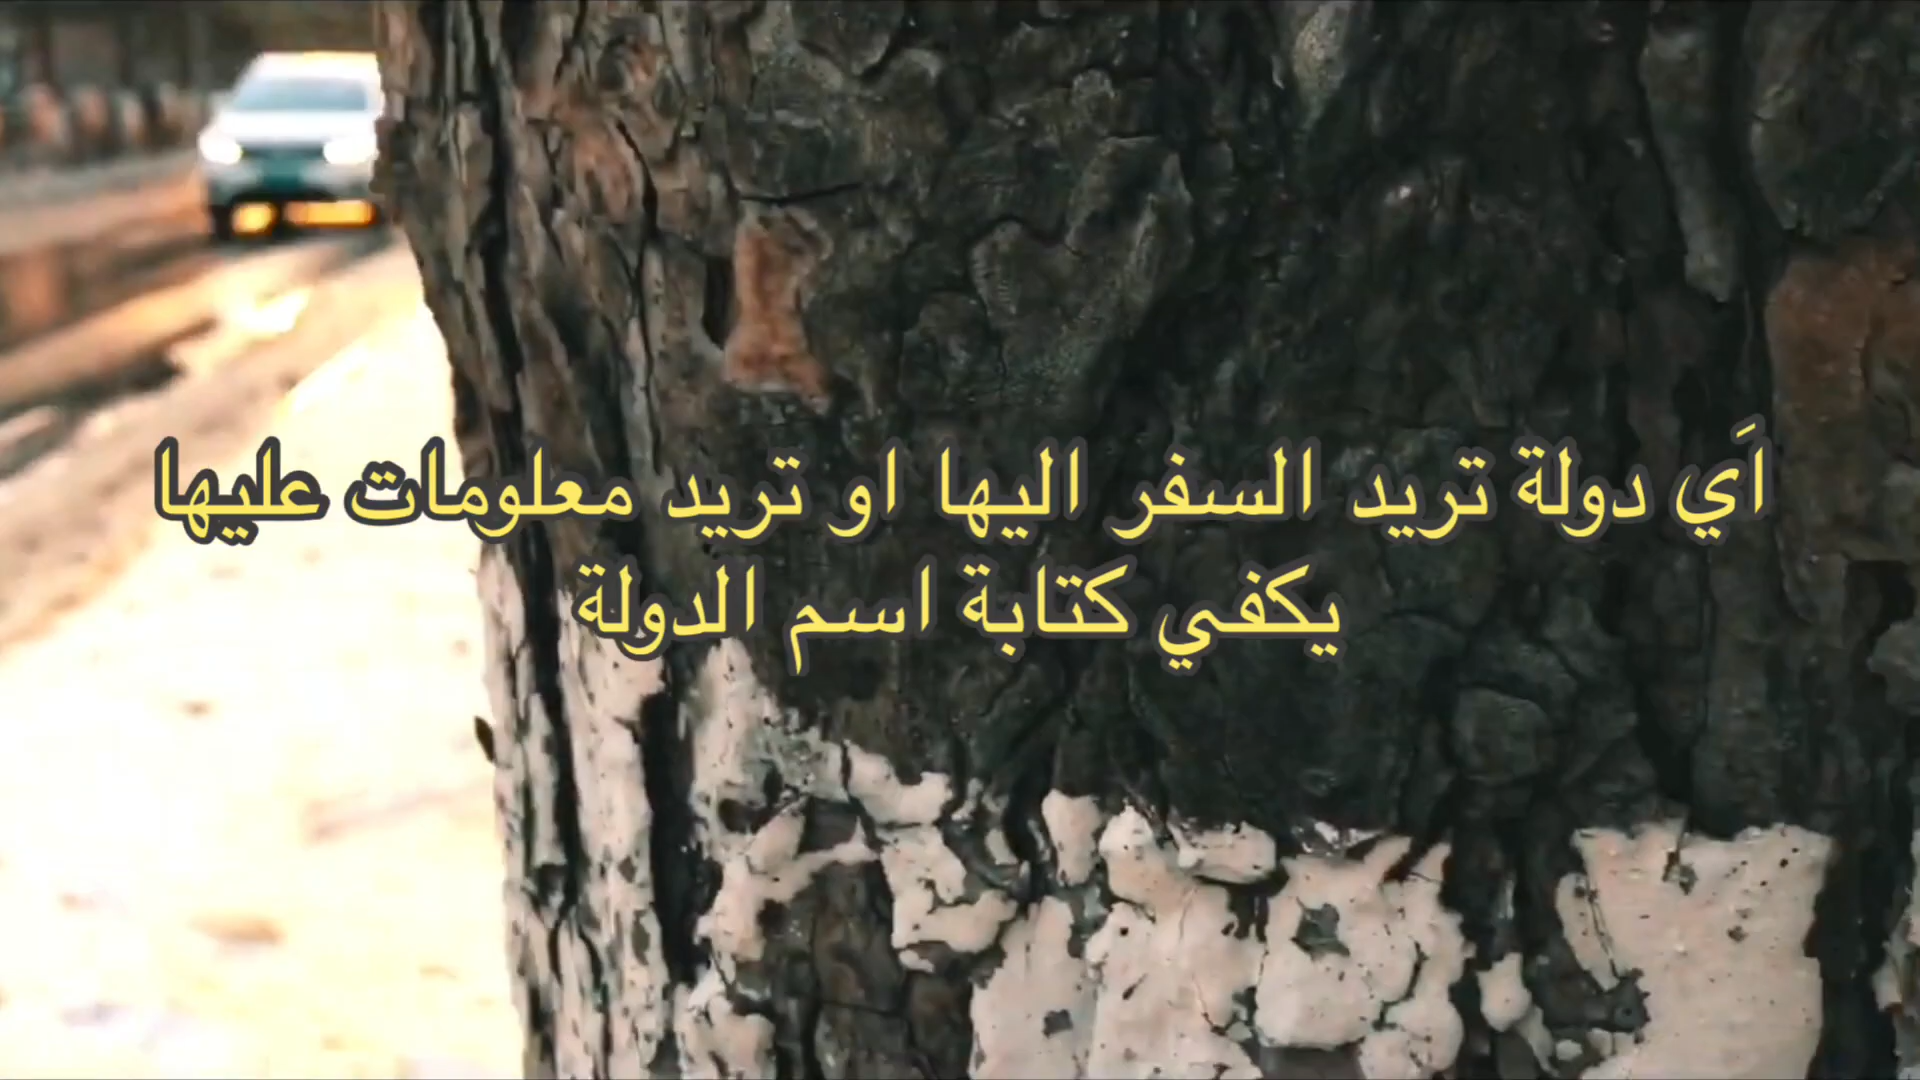 اَي دولة تريد السفر اليها او تريد معلومات عليها
يكفي كتابة اسم الدولة